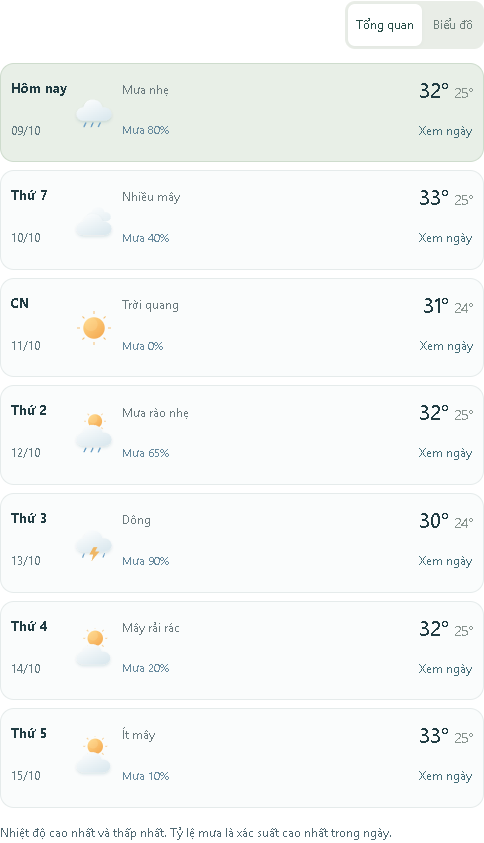 Tổng quan Biểu đồ
Hôm nay Mưa nhẹ 32° 25°
09/10 Mưa 80% Xem ngày
Thứ 7 Nhiều mây 33° 25°
10/10 Mưa 40% Xem ngày
CN Trời quang 31° 24°
11/10 Mưa 0% Xem ngày
Thứ 2 Mưa rào nhẹ 32° 25°
12/10 Mưa 65% Xem ngày
Thứ 3 Dông 30° 24°
13/10 Mưa 90% Xem ngày
Thứ 4 Mây rải rác 32° 25°
14/10 Mưa 20% Xem ngày
Thứ 5 Ít mây 33° 25°
15/10 Mưa 10% Xem ngày
Nhiệt độ cao nhất và thấp nhất. Tỷ lệ mưa là xác suất cao nhất trong ngày.